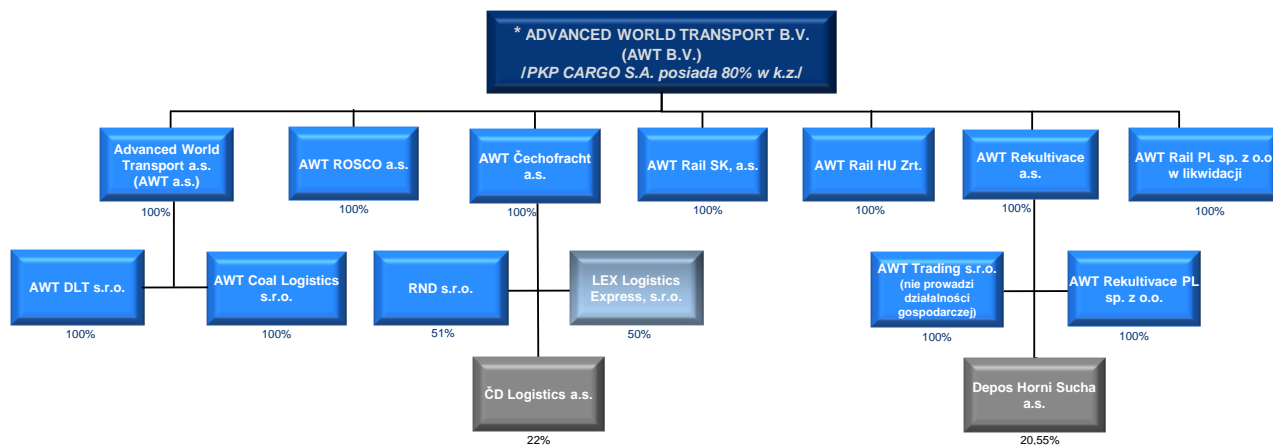 * ADVANCED WORLD TRANSPORT B.V.
(AWT B.V.)
/PKP CARGO S.A. posiada 80% w k.z./
Advanced World
Transport a.s.
(AWT a.s.)
100%
AWT ROSCO a.s.
100%
AWT Čechofracht
a.s.
100%
AWT Rail SK, a.s.
100%
AWT Rail HU Zrt.
100%
AWT Rekultivace
a.s.
100%
AWT Rail PL sp. z o.o.
w likwidacji
100%
AWT DLT s.r.o.
100%
AWT Coal Logistics
s.r.o.
100%
RND s.r.o.
51%
LEX Logistics
Express, s.r.o.
50%
AWT Trading s.r.o.
(nie prowadzi
działalności
gospodarczej)
100%
AWT Rekultivace PL
sp. z o.o.
100%
ČD Logistics a.s.
22%
Depos Horni Sucha
a.s.
20,55%